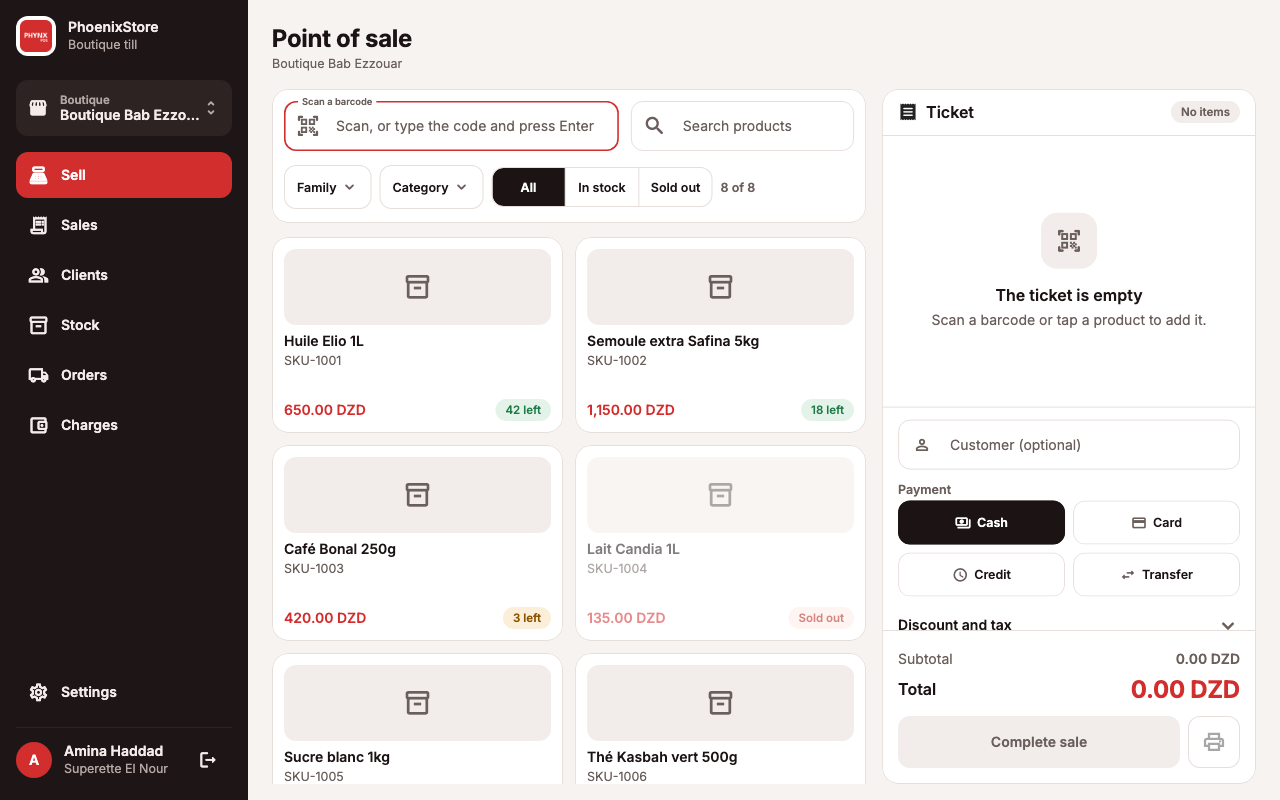 PHYNX
POS
PhoenixStore
Boutique till
Boutique
Boutique Bab Ezzo...
Sell
Sales
Clients
Stock
Orders
Charges
Settings
A
Amina Haddad
Superette El Nour
Point of sale
Boutique Bab Ezzouar
Scan a barcode
Scan, or type the code and press Enter
Search products
Family
Category
All
In stock
Sold out
8 of 8
Huile Elio 1L
SKU-1001
650.00 DZD
42 left
Semoule extra Safina 5kg
SKU-1002
1,150.00 DZD
18 left
Café Bonal 250g
SKU-1003
420.00 DZD
3 left
Lait Candia 1L
SKU-1004
135.00 DZD
Sold out
Sucre blanc 1kg
SKU-1005
Thé Kasbah vert 500g
SKU-1006
Ticket
No items
The ticket is empty
Scan a barcode or tap a product to add it.
Customer (optional)
Payment
Cash
Card
Credit
Transfer
Discount and tax
Subtotal
0.00 DZD
Total
0.00 DZD
Complete sale